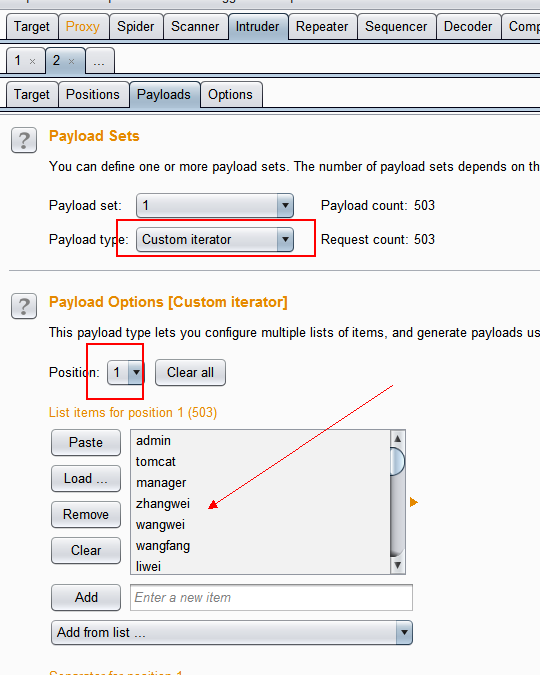 Target Proxy Spider Scanner Intruder Repeater Sequencer Decoder
1 × 2 × ...
Target Positions Payloads Options
? Payload Sets
You can define one or more payload sets. The number of payload sets depends on th
Payload set: 1 Payload count: 503
Payload type: Custom iterator Request count: 503
? Payload Options [Custom iterator]
This payload type lets you configure multiple lists of items, and generate payloads us
Position: 1 Clear all
List items for position 1 (503)
Paste
Load ...
Remove
Clear
admin
tomcat
manager
zhangwei
wangwei
wangfang
liwei
Add Enter a new item
Add from list ...
Separator for position 1